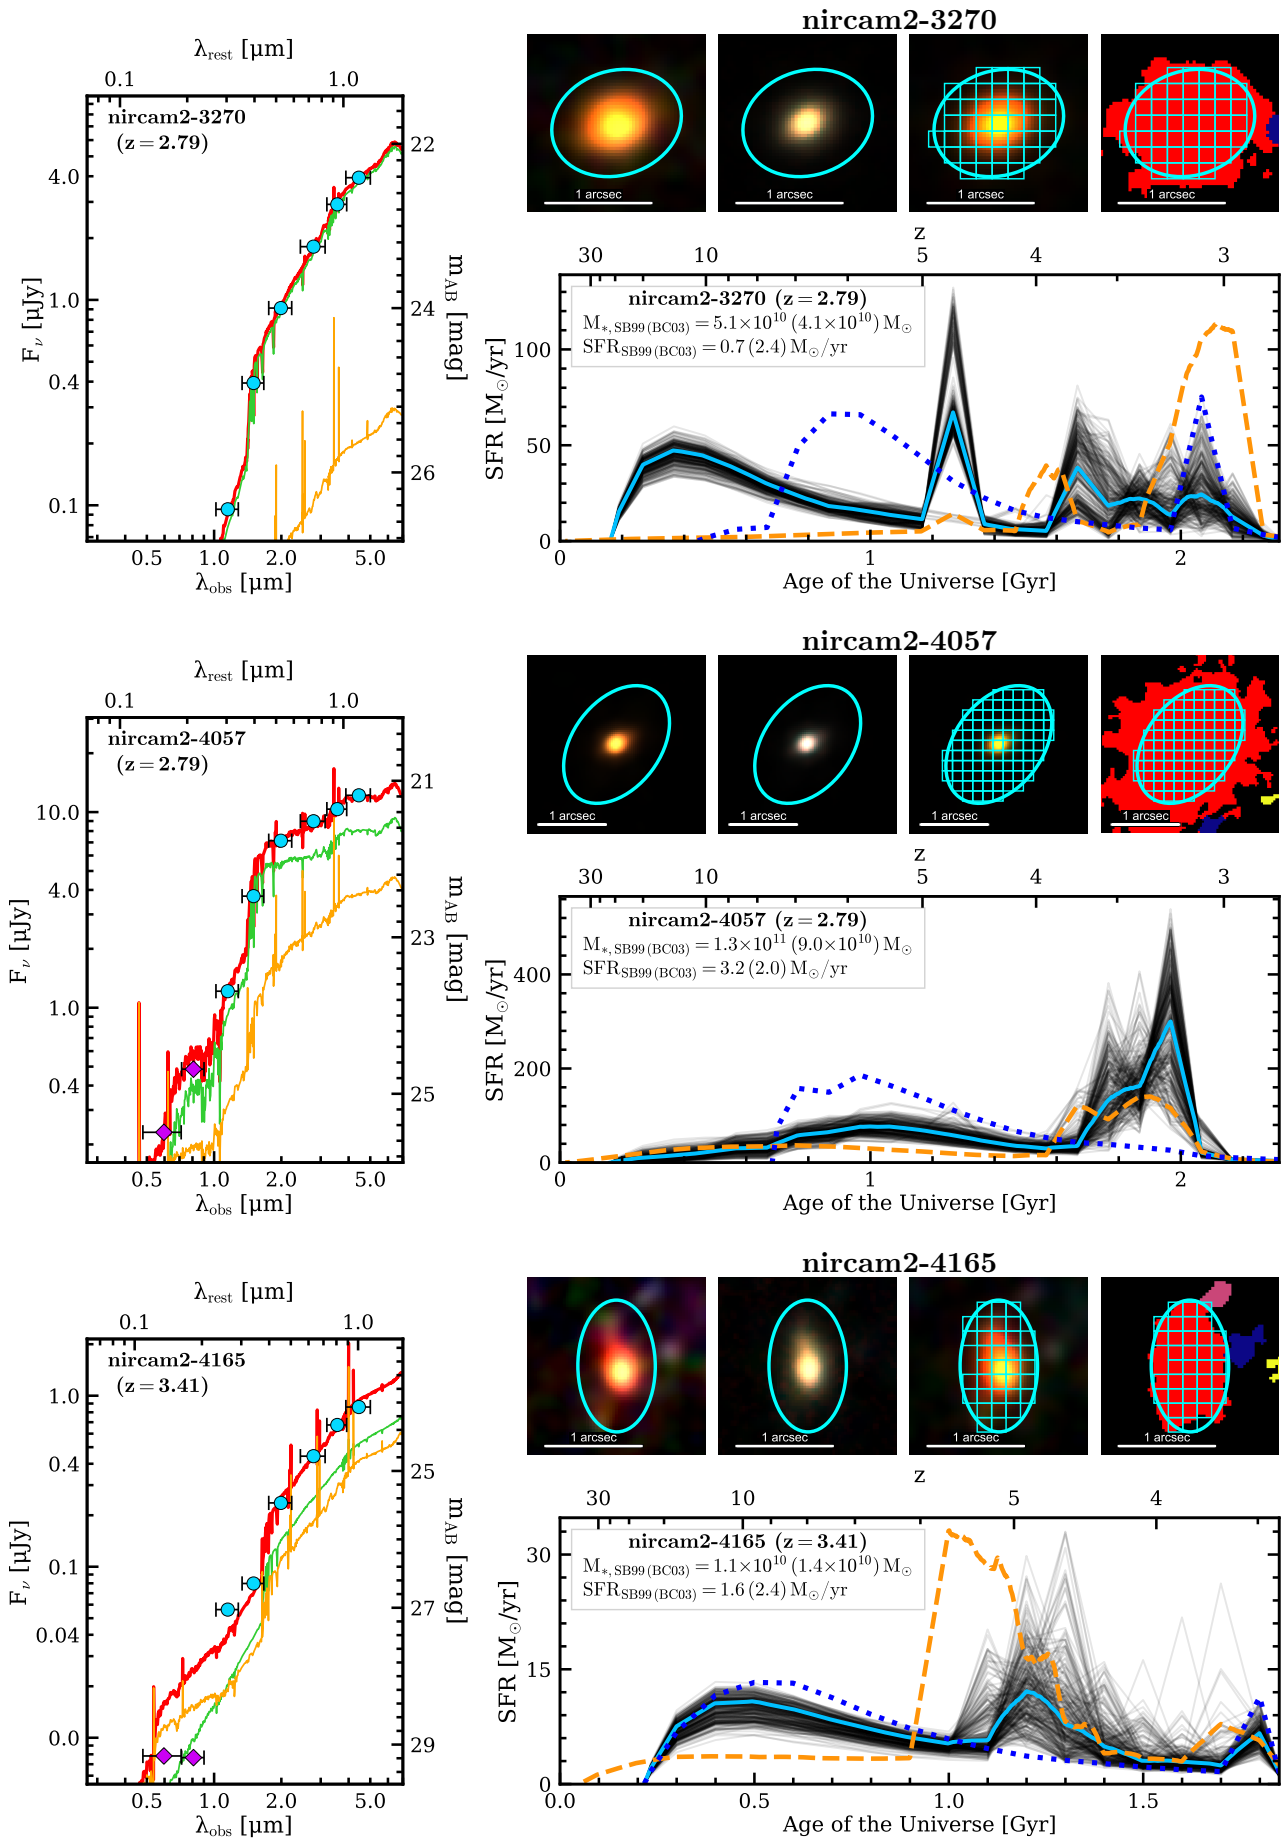 nircam2-3270
λrest [μm]
0.1 1.0
nircam2-3270
(z = 2.79)
Fν [μJy]
4.0
1.0
0.4
0.1
22
24
26
mAB [mag]
0.5 1.0 2.0 5.0
λobs [μm]
1 arcsec
1 arcsec
1 arcsec
1 arcsec
z
30 10 5 4 3
nircam2-3270 (z = 2.79)
M*, SB99 (BC03) = 5.1×10¹⁰ (4.1×10¹⁰) M⊙
SFRSB99 (BC03) = 0.7 (2.4) M⊙/yr
SFR [M⊙/yr]
100
50
0
0 1 2
Age of the Universe [Gyr]
nircam2-4057
λrest [μm]
0.1 1.0
nircam2-4057
(z = 2.79)
Fν [μJy]
10.0
4.0
1.0
0.4
21
23
25
mAB [mag]
0.5 1.0 2.0 5.0
λobs [μm]
1 arcsec
1 arcsec
1 arcsec
1 arcsec
z
30 10 5 4 3
nircam2-4057 (z = 2.79)
M*, SB99 (BC03) = 1.3×10¹¹ (9.0×10¹⁰) M⊙
SFRSB99 (BC03) = 3.2 (2.0) M⊙/yr
SFR [M⊙/yr]
400
200
0
0 1 2
Age of the Universe [Gyr]
nircam2-4165
λrest [μm]
0.1 1.0
nircam2-4165
(z = 3.41)
Fν [μJy]
1.0
0.4
0.1
0.04
0.0
25
27
29
mAB [mag]
0.5 1.0 2.0 5.0
λobs [μm]
1 arcsec
1 arcsec
1 arcsec
1 arcsec
z
30 10 5 4
nircam2-4165 (z = 3.41)
M*, SB99 (BC03) = 1.1×10¹⁰ (1.4×10¹⁰) M⊙
SFRSB99 (BC03) = 1.6 (2.4) M⊙/yr
SFR [M⊙/yr]
30
15
0
0.0 0.5 1.0 1.5
Age of the Universe [Gyr]